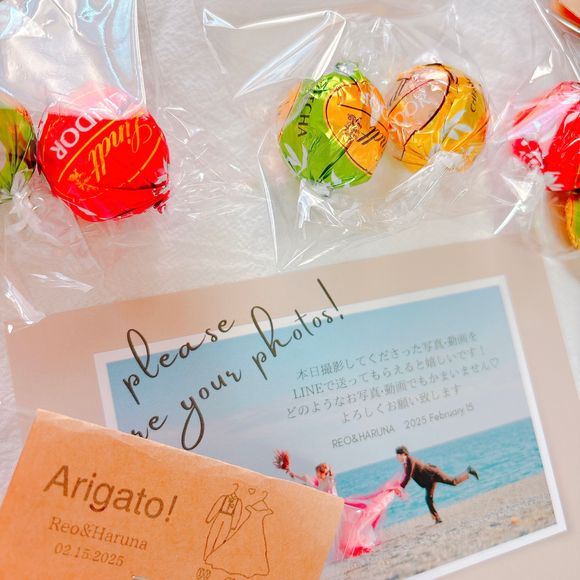 LINDOR
Lindt
MATCHA
Lindt
LINDOR
please
your photos!
本日撮影してくださった写真・動画を
LINEで送ってもらえると嬉しいです！
どのようなお写真・動画でもかまいません♡
よろしくお願い致します
REO&HARUNA 2025 February.15
Arigato!
Reo&Haruna
02.15.2025